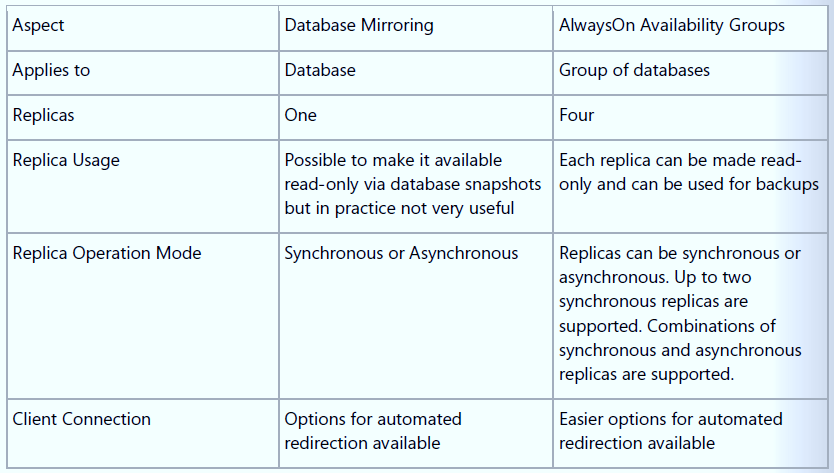 Aspect
Database Mirroring
AlwaysOn Availability Groups
Applies to
Database
Group of databases
Replicas
One
Four
Replica Usage
Possible to make it available
read-only via database snapshots
but in practice not very useful
Each replica can be made read-
only and can be used for backups
Replica Operation Mode
Synchronous or Asynchronous
Replicas can be synchronous or
asynchronous. Up to two
synchronous replicas are
supported. Combinations of
synchronous and asynchronous
replicas are supported.
Client Connection
Options for automated
redirection available
Easier options for automated
redirection available